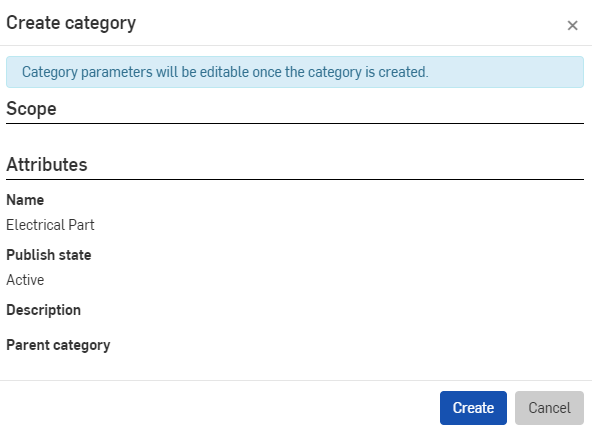 Create category
×
Category parameters will be editable once the category is created.
Scope
Attributes
Name
Electrical Part
Publish state
Active
Description
Parent category
Create Cancel